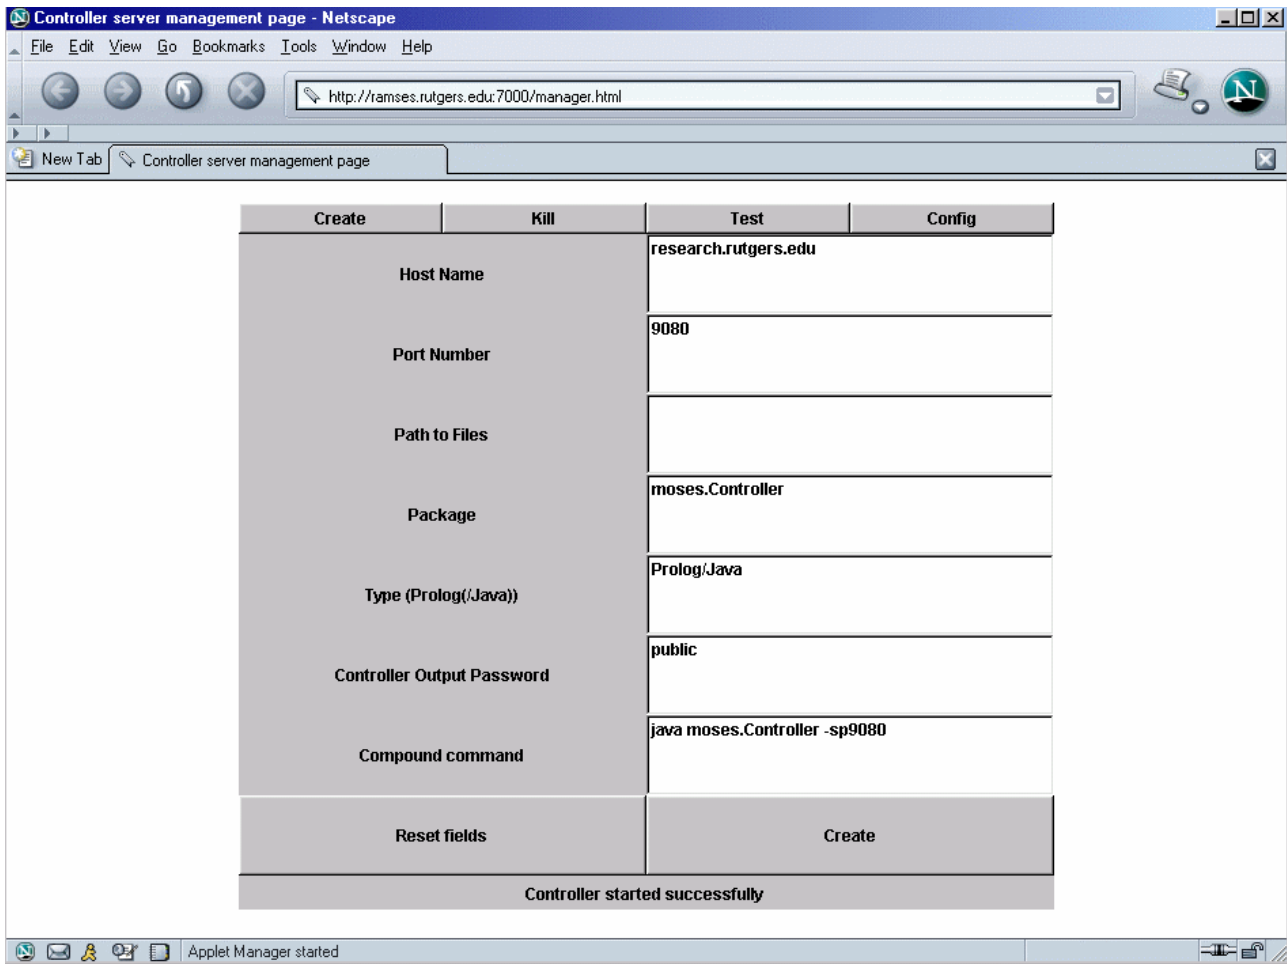 Controller server management page - Netscape
File Edit View Go Bookmarks Tools Window Help
http://ramses.rutgers.edu:7000/manager.html
N
New Tab Controller server management page
Create Kill Test Config
Host Name research.rutgers.edu
Port Number 9080
Path to Files
Package moses.Controller
Type (Prolog(/Java)) Prolog/Java
Controller Output Password public
Compound command java moses.Controller -sp9080
Reset fields Create
Controller started successfully
Applet Manager started